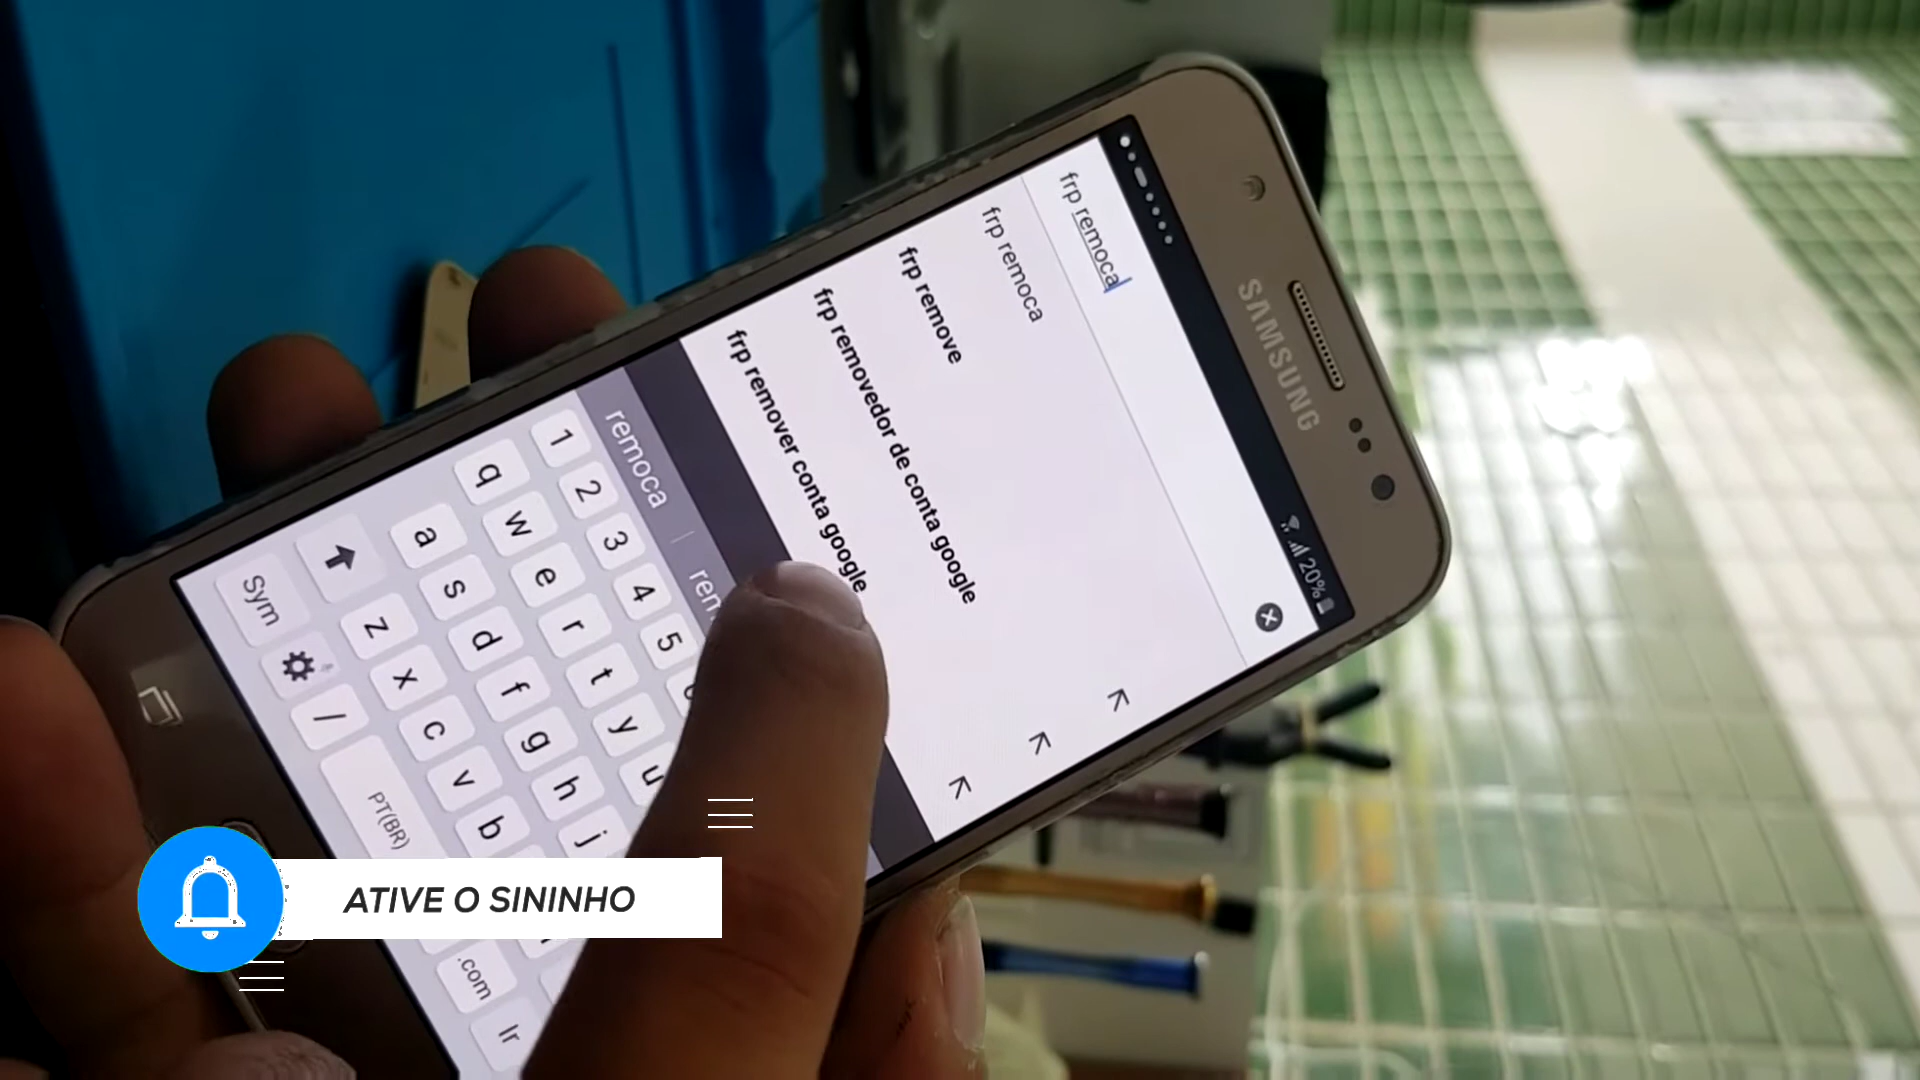 SAMSUNG
20%
frp remoca
frp remoca
frp remove
frp removedor de conta google
frp remover conta google
remoca
1 2 3 4 5
q w e r t y u
a s d f g h j
z x c v b
Sym / PT(BR) .com Ir
ATIVE O SININHO